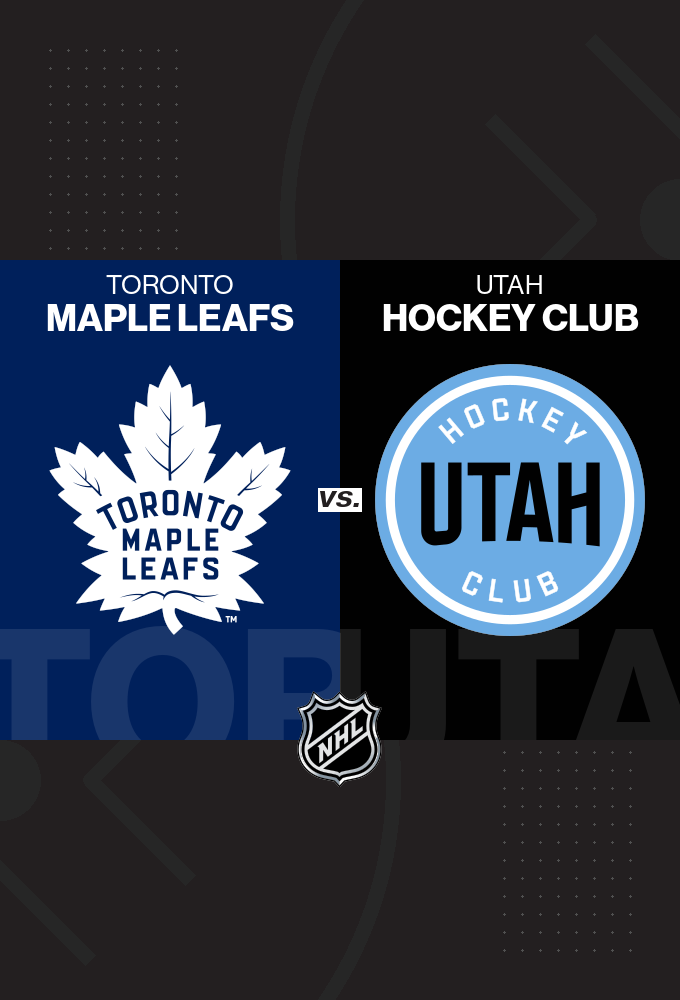 TORONTO
MAPLE LEAFS
UTAH
HOCKEY CLUB
TORONTO
MAPLE
LEAFS
TM
VS.
HOCKEY
UTAH
CLUB
TOR
UTA
NHL